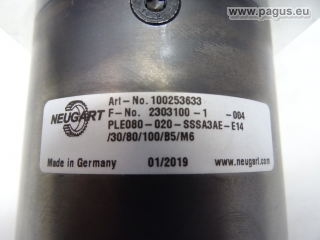 www.pagus.eu
NEUGART
Art-No. 100253633
F-No. 2303100-1 -004
PLE080-020-SSSA3AE-E14
/30/80/100/B5/M6
Made in Germany 01/2019 www.neugart.com